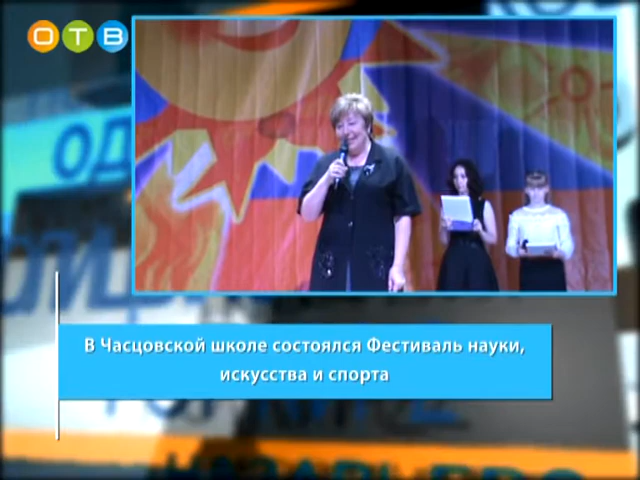 ОТВ
В Часцовской школе состоялся Фестиваль науки,
искусства и спорта